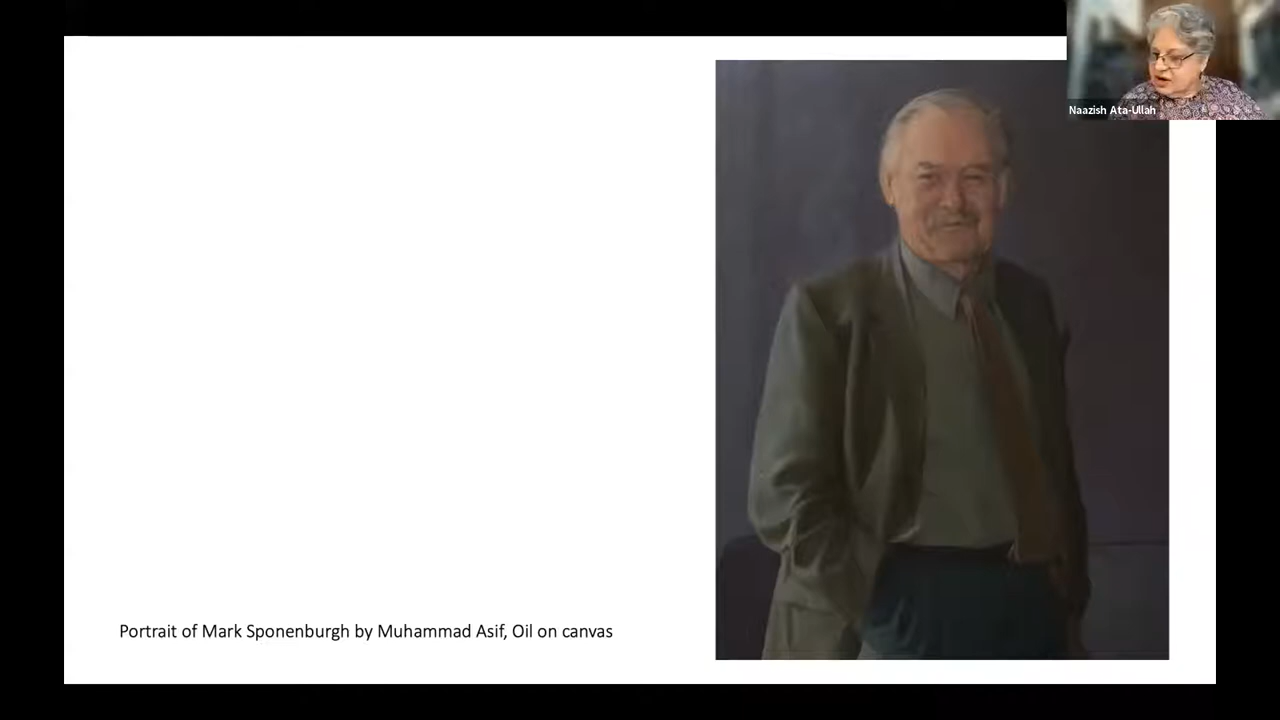 Naazish Ata-Ullah
Portrait of Mark Sponenburgh by Muhammad Asif, Oil on canvas